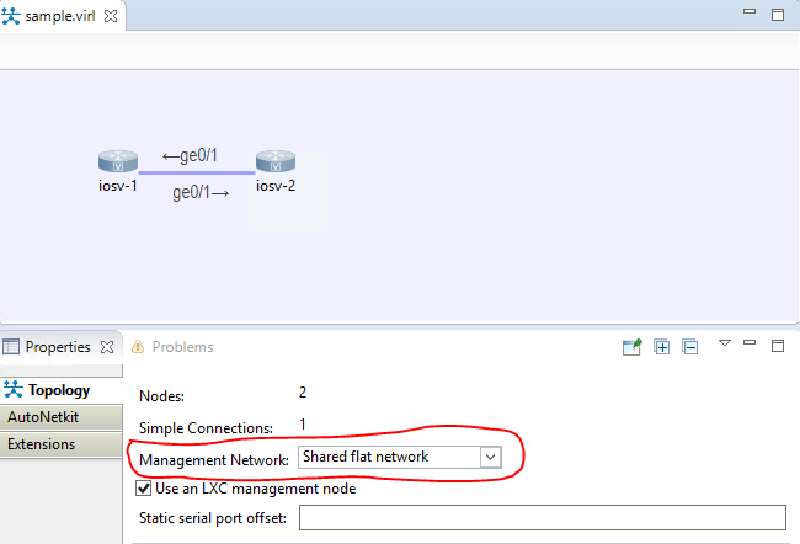 sample.virl
←ge0/1
iosv-1
iosv-2
ge0/1→
Properties
Problems
Topology
AutoNetkit
Extensions
Nodes: 2
Simple Connections: 1
Management Network: Shared flat network
Use an LXC management node
Static serial port offset: